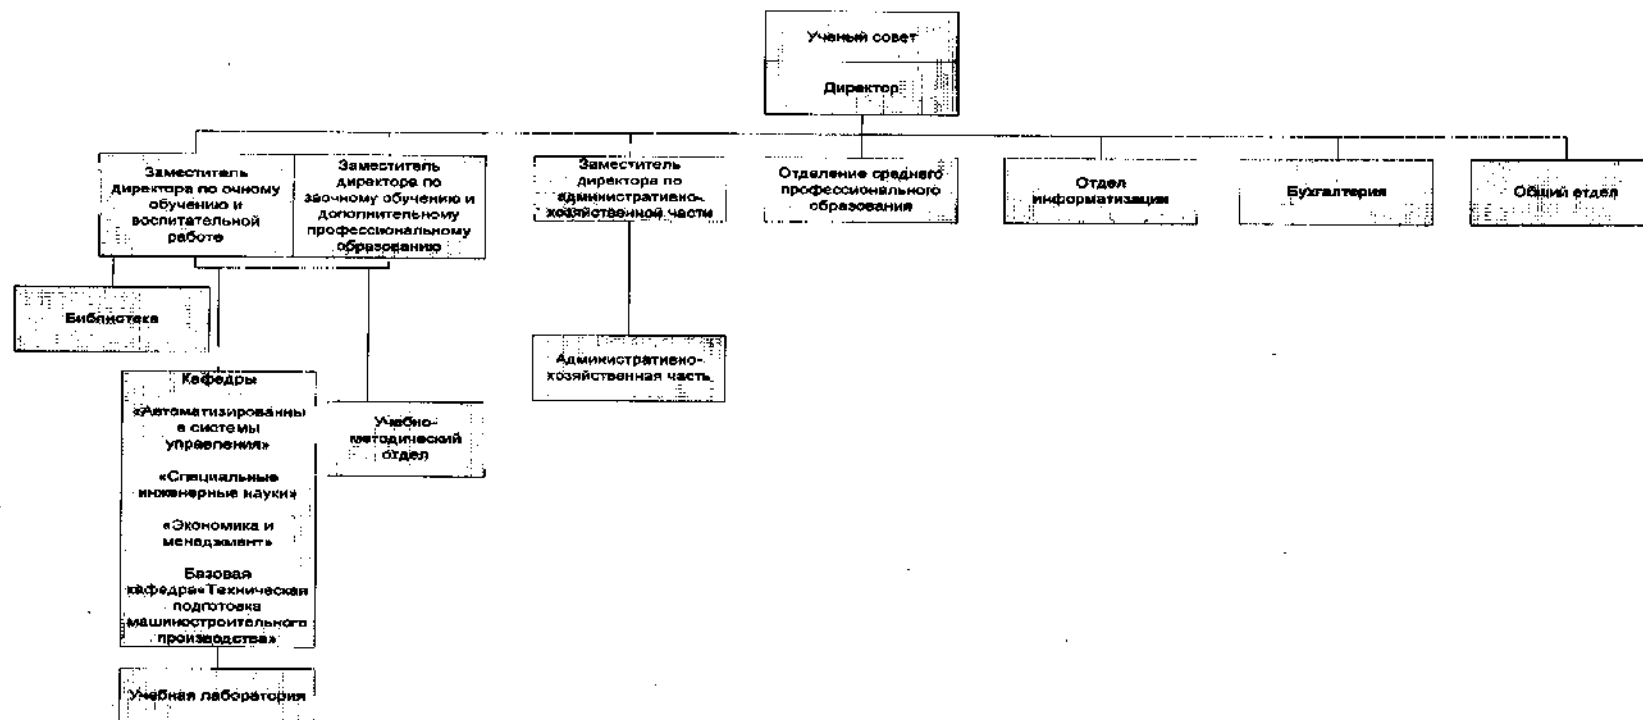 Ученый совет
Директор
Заместитель
директора по очному
обучению и
воспитательной
работе
Заместитель
директора по
заочному обучению и
дополнительному
профессиональному
образованию
Заместитель
директора по
административно-
хозяйственной части
Отделение среднего
профессионального
образования
Отдел
информатизации
Бухгалтерия
Общий отдел
Библиотека
Административно-
хозяйственная часть
Кафедры
«Автоматизированны
е системы
управления»
«Специальные
инженерные науки»
«Экономика и
менеджмент»
Базовая
кафедра«Техническая
подготовка
машиностроительного
производства»
Учебно-
методический
отдел
Учебная лаборатория